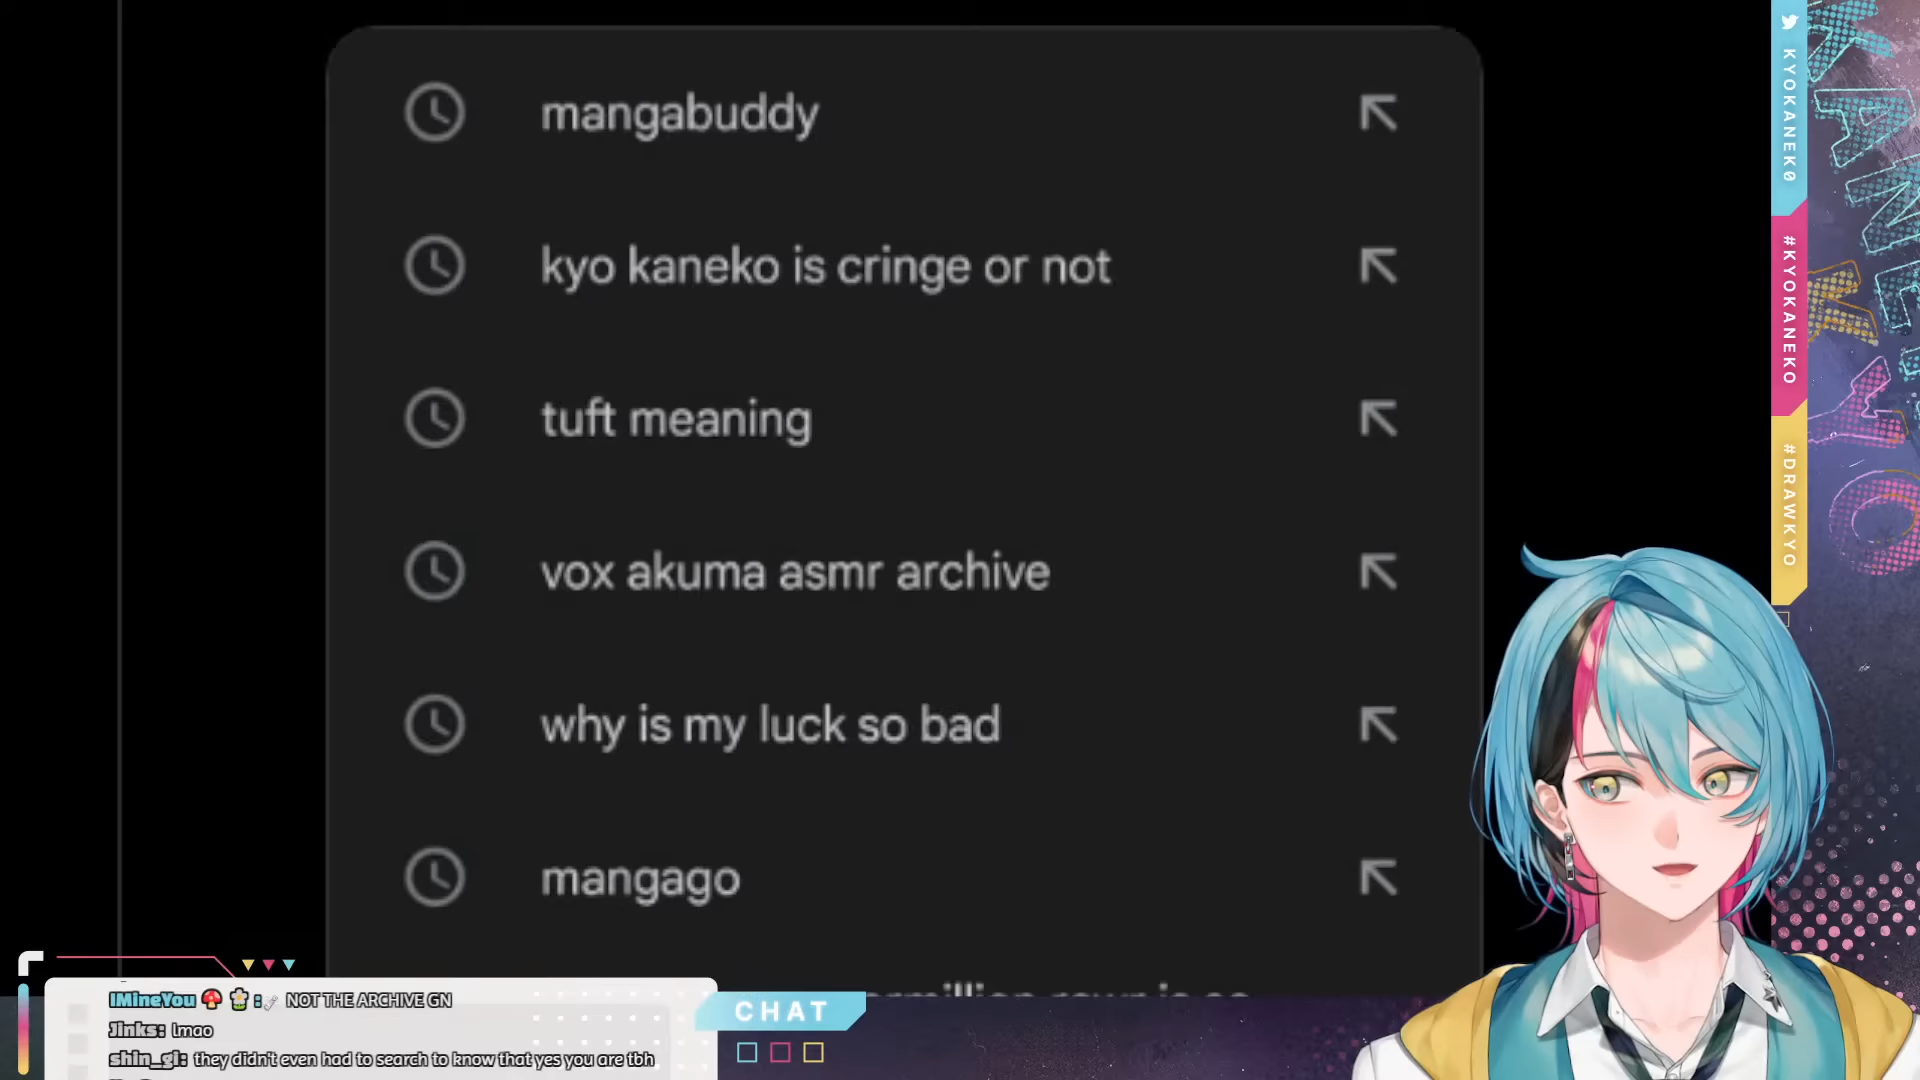 mangabuddy
kyo kaneko is cringe or not
tuft meaning
vox akuma asmr archive
why is my luck so bad
mangago
IMineYou 🍄 : NOT THE ARCHIVE GN
Jinks: lmao
shin_gi: they didn't even had to search to know that yes you are tbh
CHAT
KYOKANEK0
#KYOKANEKO
#DRAWKYO
KANEKO
KYO